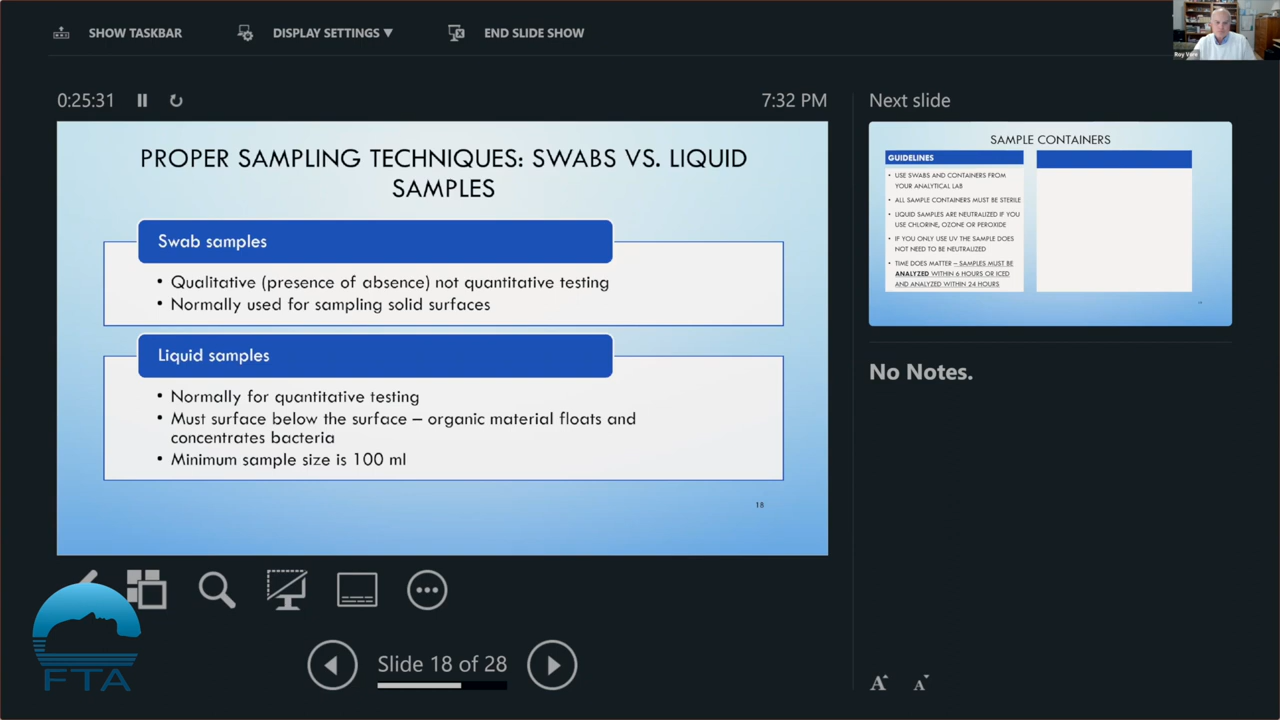 SHOW TASKBAR
DISPLAY SETTINGS ▼
END SLIDE SHOW
0:25:31
7:32 PM
PROPER SAMPLING TECHNIQUES: SWABS VS. LIQUID
SAMPLES
Swab samples
• Qualitative (presence of absence) not quantitative testing
• Normally used for sampling solid surfaces
Liquid samples
• Normally for quantitative testing
• Must surface below the surface – organic material floats and
concentrates bacteria
• Minimum sample size is 100 ml
18
Slide 18 of 28
FTA
Next slide
SAMPLE CONTAINERS
GUIDELINES
• USE SWABS AND CONTAINERS FROM
YOUR ANALYTICAL LAB
• ALL SAMPLE CONTAINERS MUST BE STERILE
• LIQUID SAMPLES ARE NEUTRALIZED IF YOU
USE CHLORINE, OZONE OR PEROXIDE
• IF YOU ONLY USE UV THE SAMPLE DOES
NOT NEED TO BE NEUTRALIZED
• TIME DOES MATTER – SAMPLES MUST BE
ANALYZED WITHIN 6 HOURS OR ICED
AND ANALYZED WITHIN 24 HOURS
No Notes.
A A